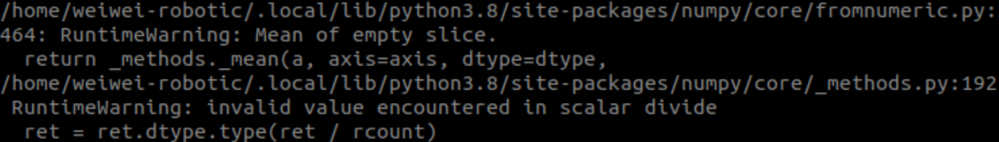 /home/weiwei-robotic/.local/lib/python3.8/site-packages/numpy/core/fromnumeric.py:
464: RuntimeWarning: Mean of empty slice.
  return _methods._mean(a, axis=axis, dtype=dtype,
/home/weiwei-robotic/.local/lib/python3.8/site-packages/numpy/core/_methods.py:192
 RuntimeWarning: invalid value encountered in scalar divide
  ret = ret.dtype.type(ret / rcount)